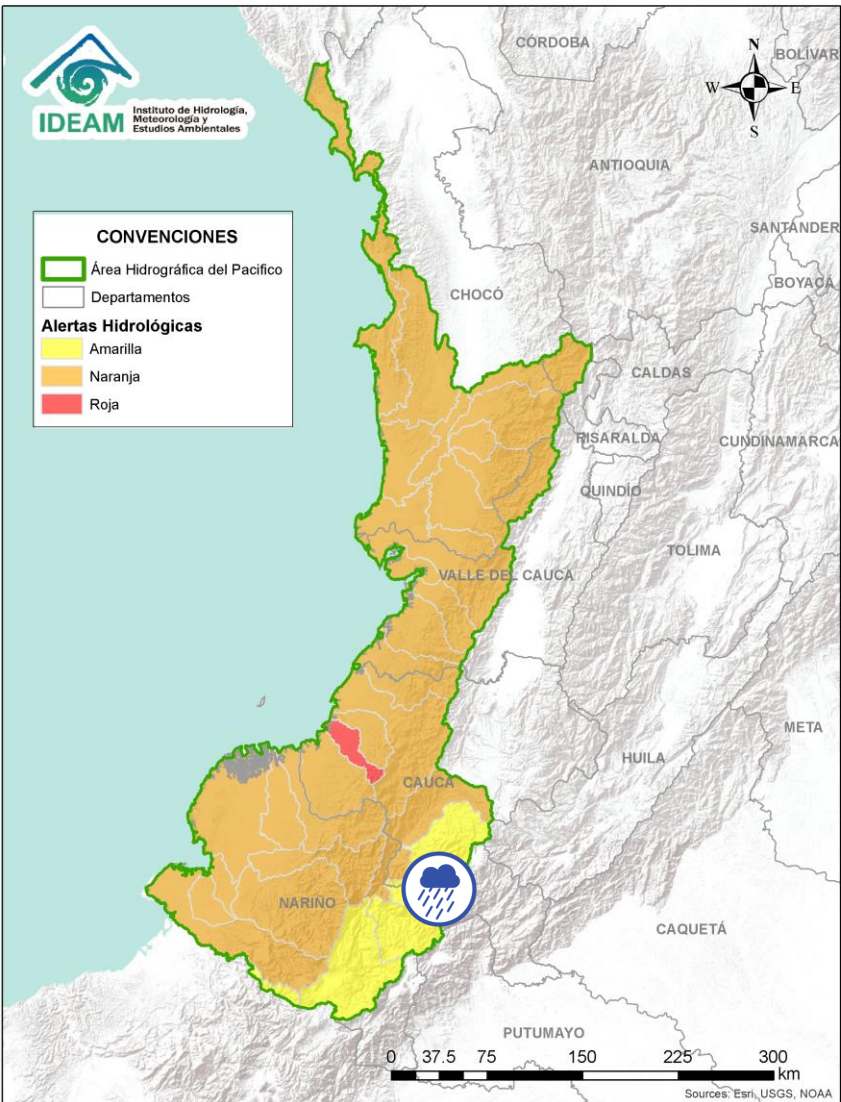 IDEAM
Instituto de Hidrología,
Meteorología y
Estudios Ambientales
N
W
E
S
CONVENCIONES
Área Hidrográfica del Pacifico
Departamentos
Alertas Hidrológicas
Amarilla
Naranja
Roja
CÓRDOBA
BOLIVAR
ANTIOQUIA
SANTANDER
BOYACÁ
CHOCÓ
CALDAS
RISARALDA
CUNDINAMARCA
QUINDÍO
TOLIMA
VALLE DEL CAUCA
META
HUILA
CAUCA
NARIÑO
CAQUETÁ
PUTUMAYO
0 37.5 75 150 225 300
km
Sources: Esri, USGS, NOAA